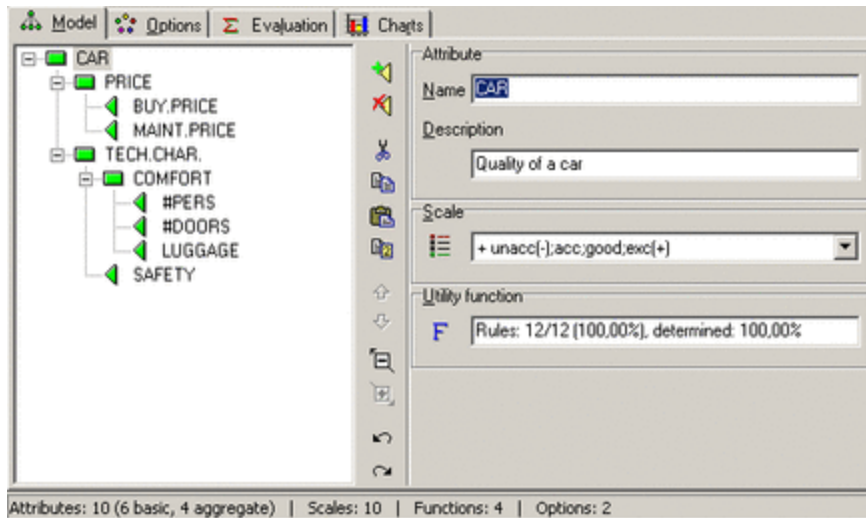 Model Options Evaluation Charts
CAR
PRICE
BUY.PRICE
MAINT.PRICE
TECH.CHAR.
COMFORT
#PERS
#DOORS
LUGGAGE
SAFETY
Attribute
Name CAR
Description
Quality of a car
Scale
+ unacc(-);acc;good;exc(+)
Utility function
F Rules: 12/12 (100,00%), determined: 100,00%
Attributes: 10 (6 basic, 4 aggregate) | Scales: 10 | Functions: 4 | Options: 2